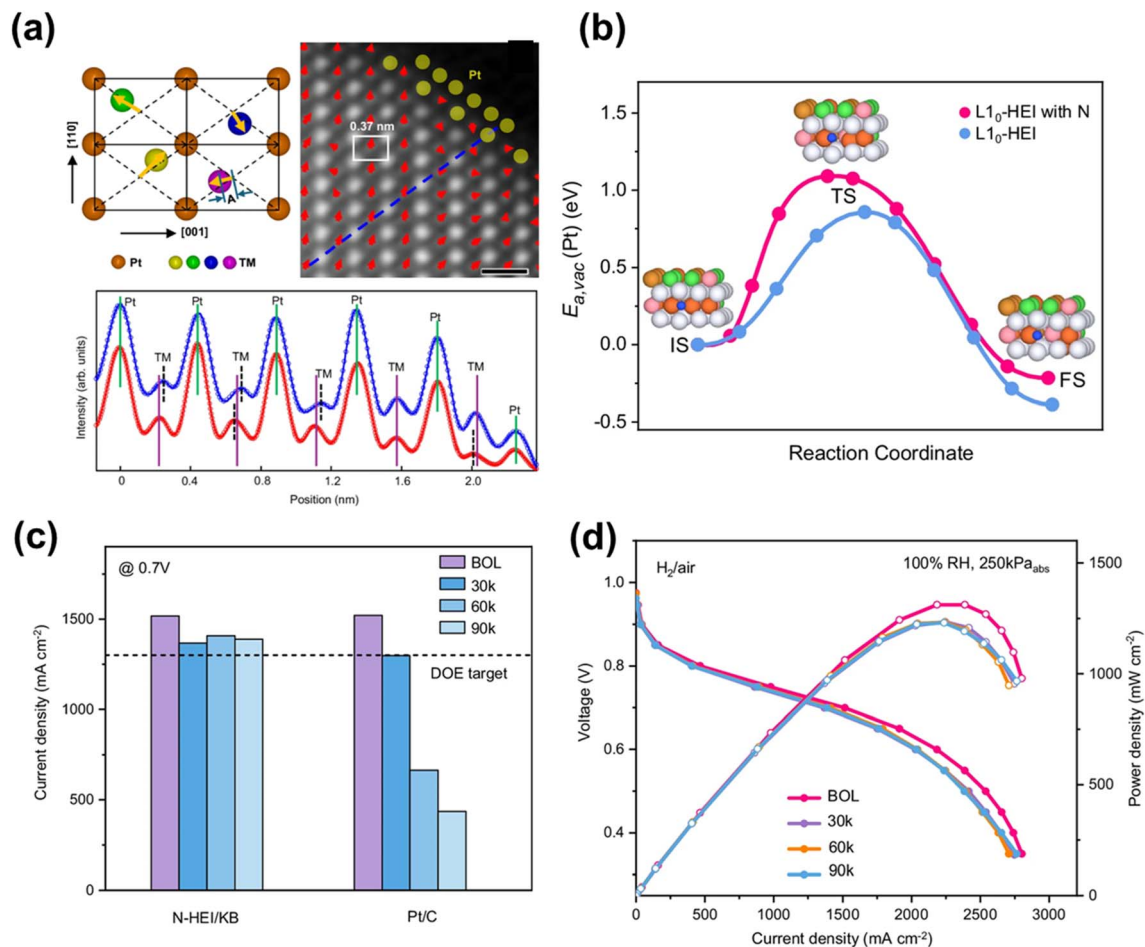 (a)
[110]
[001]
A
Pt
TM
Pt
0.37 nm
Intensity (arb. units)
Pt
Pt
Pt
Pt
Pt
Pt
TM
TM
TM
TM
TM
0
0.4
0.8
1.2
1.6
2.0
Position (nm)
(b)
E_a,vac (Pt) (eV)
1.5
1.0
0.5
0.0
-0.5
L1₀-HEI with N
L1₀-HEI
TS
IS
FS
Reaction Coordinate
(c)
@ 0.7V
BOL
30k
60k
90k
DOE target
Current density (mA cm⁻²)
1500
1000
500
0
N-HEI/KB
Pt/C
(d)
H₂/air
100% RH, 250kPa_abs
Voltage (V)
1.0
0.8
0.6
0.4
Power density (mW cm⁻²)
1500
1000
500
0
BOL
30k
60k
90k
0
500
1000
1500
2000
2500
3000
Current density (mA cm⁻²)